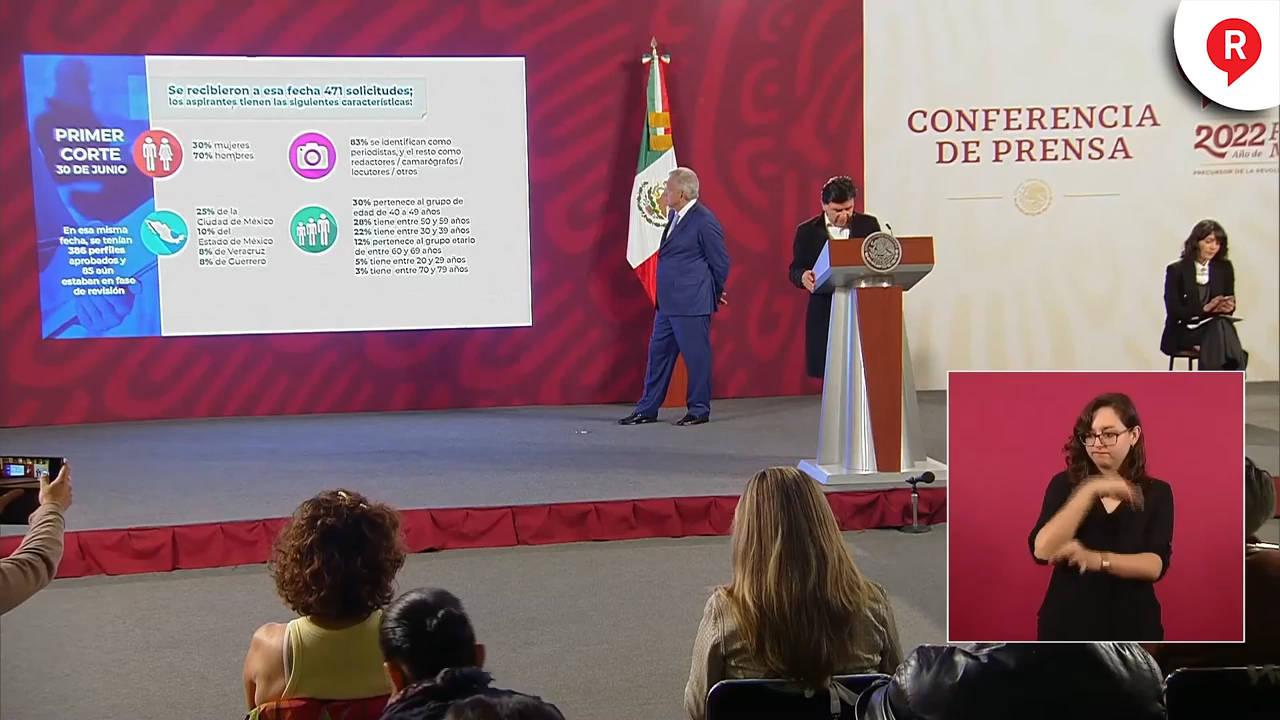 Se recibieron a esa fecha 471 solicitudes;
los aspirantes tienen las siguientes características:
PRIMER
CORTE
30 DE JUNIO
En esa misma
fecha, se tenían
386 perfiles
aprobados y
85 aún
estaban en fase
de revisión
30% mujeres
70% hombres
83% se identifican como
periodistas, y el resto como
redactores / camarógrafos /
locutores / otros
25% de la
Ciudad de México
10% del
Estado de México
8% de Veracruz
8% de Guerrero
30% pertenece al grupo de
edad de 40 a 49 años
28% tiene entre 50 y 59 años
22% tiene entre 30 y 39 años
12% pertenece al grupo etario
de entre 60 y 69 años
5% tiene entre 20 y 29 años
3% tiene entre 70 y 79 años
CONFERENCIA
DE PRENSA
R
2022
Año de
PRECURSOR DE LA